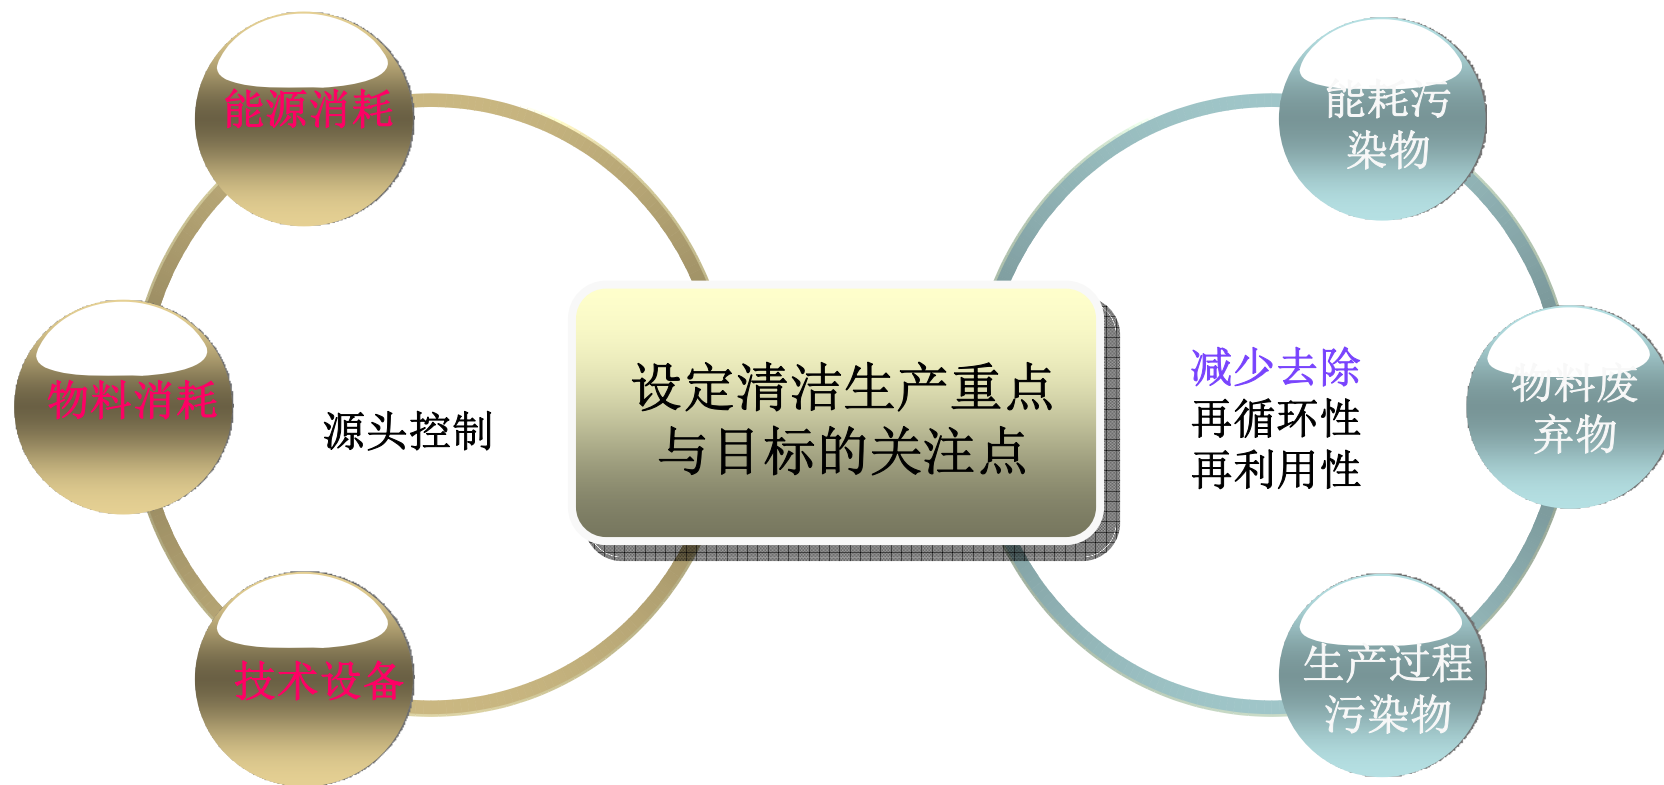 能源消耗
物料消耗
技术设备
源头控制
设定清洁生产重点
与目标的关注点
减少去除
再循环性
再利用性
能耗污
染物
物料废
弃物
生产过程
污染物